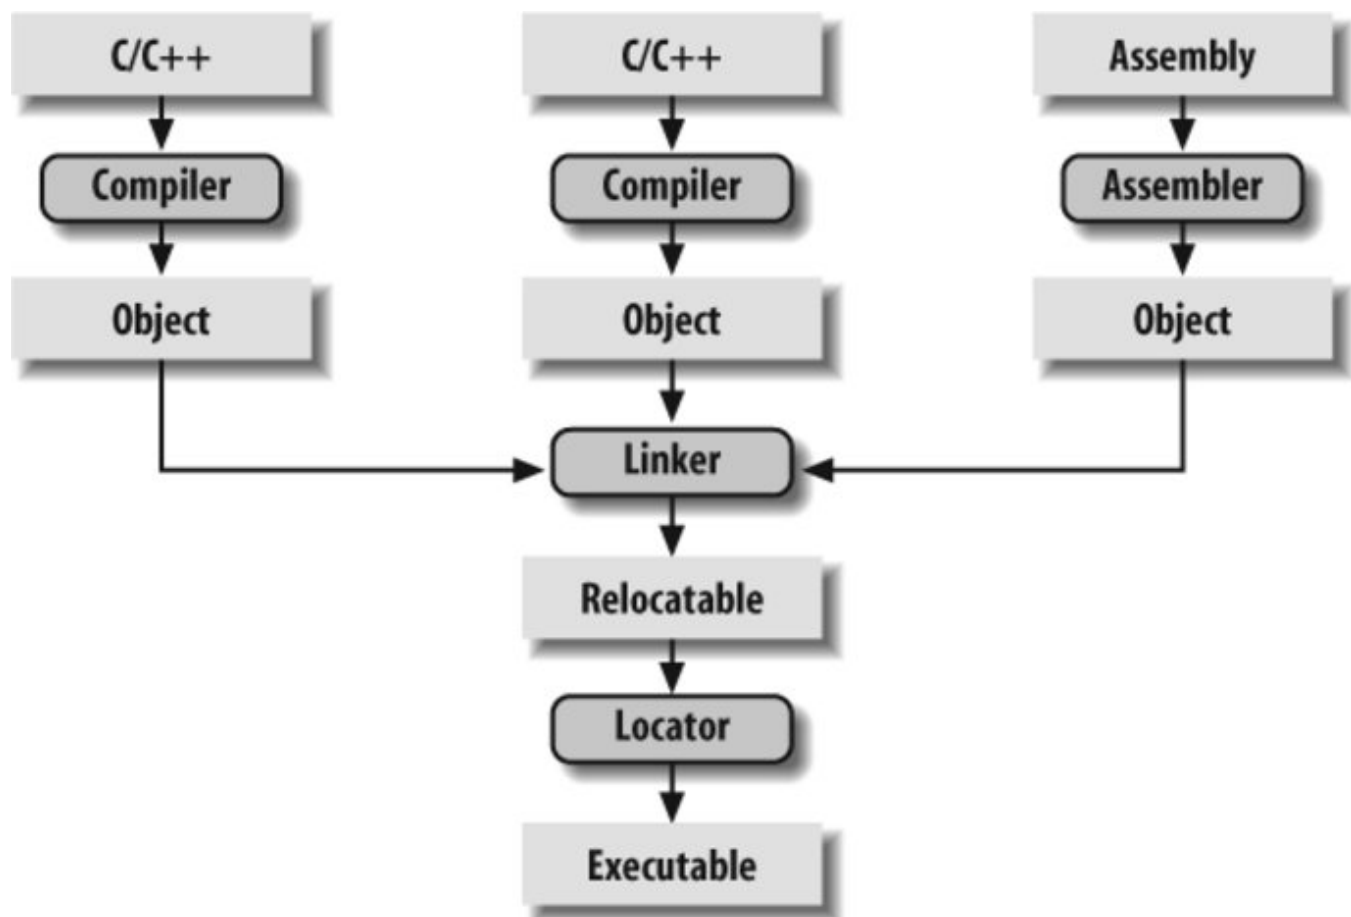 C/C++
C/C++
Assembly
Compiler
Compiler
Assembler
Object
Object
Object
Linker
Relocatable
Locator
Executable